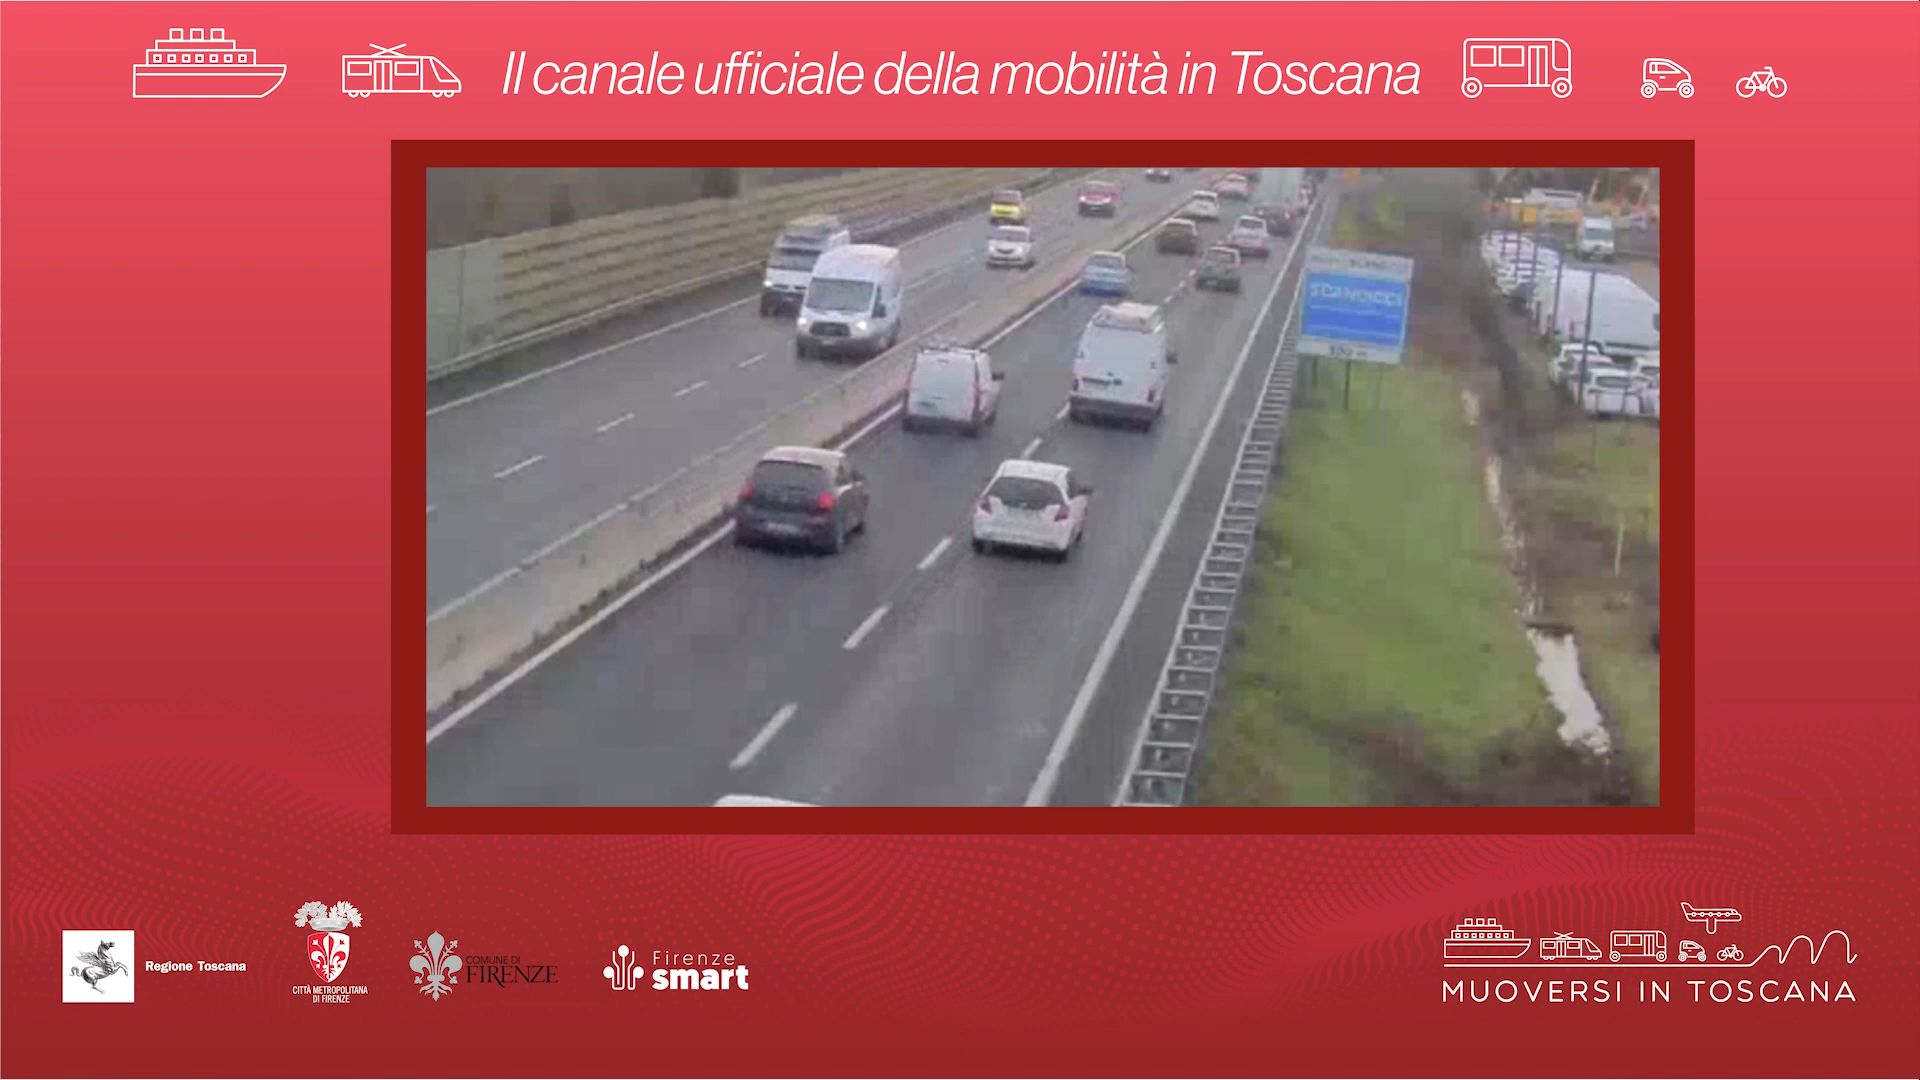 Il canale ufficiale della mobilità in Toscana
SCANDICCI
Regione Toscana
CITTÀ METROPOLITANA
DI FIRENZE
COMUNE DI
FIRENZE
Firenze
smart
MUOVERSI IN TOSCANA